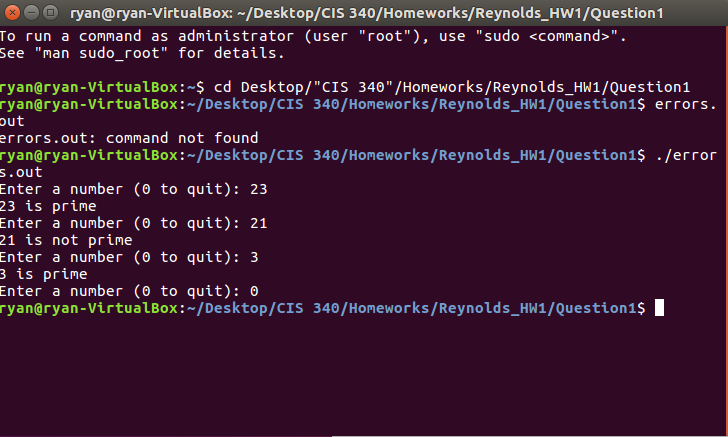 ryan@ryan-VirtualBox: ~/Desktop/CIS 340/Homeworks/Reynolds_HW1/Question1
To run a command as administrator (user "root"), use "sudo <command>".
See "man sudo_root" for details.
ryan@ryan-VirtualBox:~$ cd Desktop/"CIS 340"/Homeworks/Reynolds_HW1/Question1
ryan@ryan-VirtualBox:~/Desktop/CIS 340/Homeworks/Reynolds_HW1/Question1$ errors.
out
errors.out: command not found
ryan@ryan-VirtualBox:~/Desktop/CIS 340/Homeworks/Reynolds_HW1/Question1$ ./error
s.out
Enter a number (0 to quit): 23
23 is prime
Enter a number (0 to quit): 21
21 is not prime
Enter a number (0 to quit): 3
3 is prime
Enter a number (0 to quit): 0
ryan@ryan-VirtualBox:~/Desktop/CIS 340/Homeworks/Reynolds_HW1/Question1$